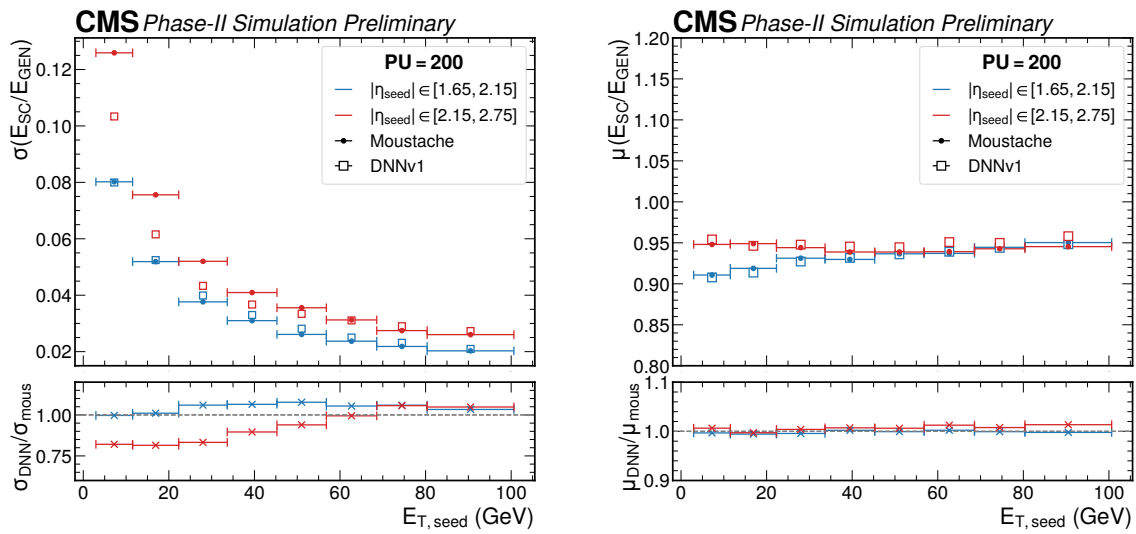 CMS Phase-II Simulation Preliminary
σ(E_SC/E_GEN)
0.12
0.10
0.08
0.06
0.04
0.02
PU = 200
|η_seed| ∈ [1.65, 2.15]
|η_seed| ∈ [2.15, 2.75]
Moustache
DNNv1
σ_DNN/σ_mous
1.00
0.75
0 20 40 60 80 100
E_T, seed (GeV)
CMS Phase-II Simulation Preliminary
μ(E_SC/E_GEN)
1.20
1.15
1.10
1.05
1.00
0.95
0.90
0.85
0.80
PU = 200
|η_seed| ∈ [1.65, 2.15]
|η_seed| ∈ [2.15, 2.75]
Moustache
DNNv1
μ_DNN/μ_mous
1.1
1.0
0.9
0 20 40 60 80 100
E_T, seed (GeV)